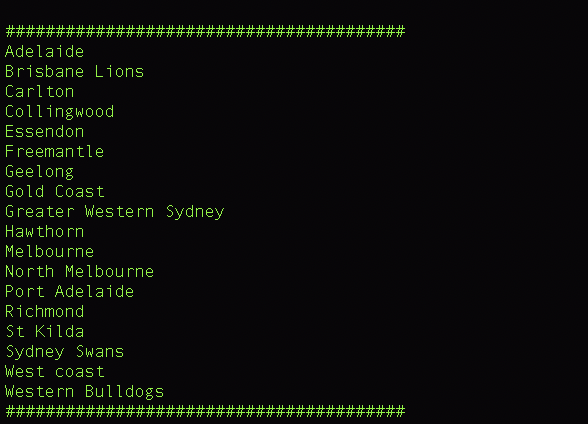 ########################################
Adelaide
Brisbane Lions
Carlton
Collingwood
Essendon
Freemantle
Geelong
Gold Coast
Greater Western Sydney
Hawthorn
Melbourne
North Melbourne
Port Adelaide
Richmond
St Kilda
Sydney Swans
West coast
Western Bulldogs
########################################